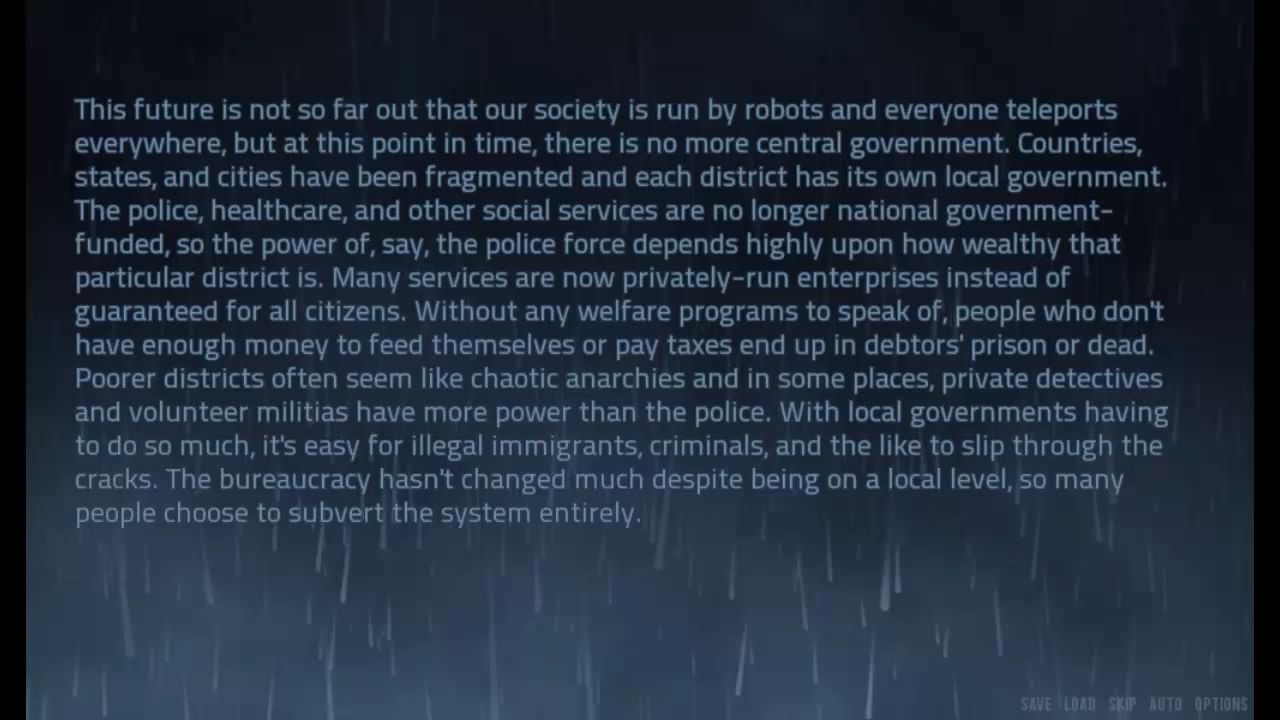 This future is not so far out that our society is run by robots and everyone teleports
everywhere, but at this point in time, there is no more central government. Countries,
states, and cities have been fragmented and each district has its own local government.
The police, healthcare, and other social services are no longer national government-
funded, so the power of, say, the police force depends highly upon how wealthy that
particular district is. Many services are now privately-run enterprises instead of
guaranteed for all citizens. Without any welfare programs to speak of, people who don't
have enough money to feed themselves or pay taxes end up in debtors' prison or dead.
Poorer districts often seem like chaotic anarchies and in some places, private detectives
and volunteer militias have more power than the police. With local governments having
to do so much, it's easy for illegal immigrants, criminals, and the like to slip through the
cracks. The bureaucracy hasn't changed much despite being on a local level, so many
people choose to subvert the system entirely.
SAVE LOAD SKIP AUTO OPTIONS